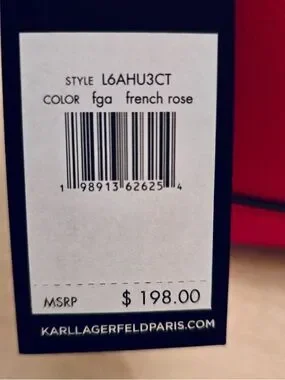 STYLE L6AHU3CT
COLOR fga french rose
1 98913 62625 4
MSRP $ 198.00
KARLLAGERFELDPARIS.COM